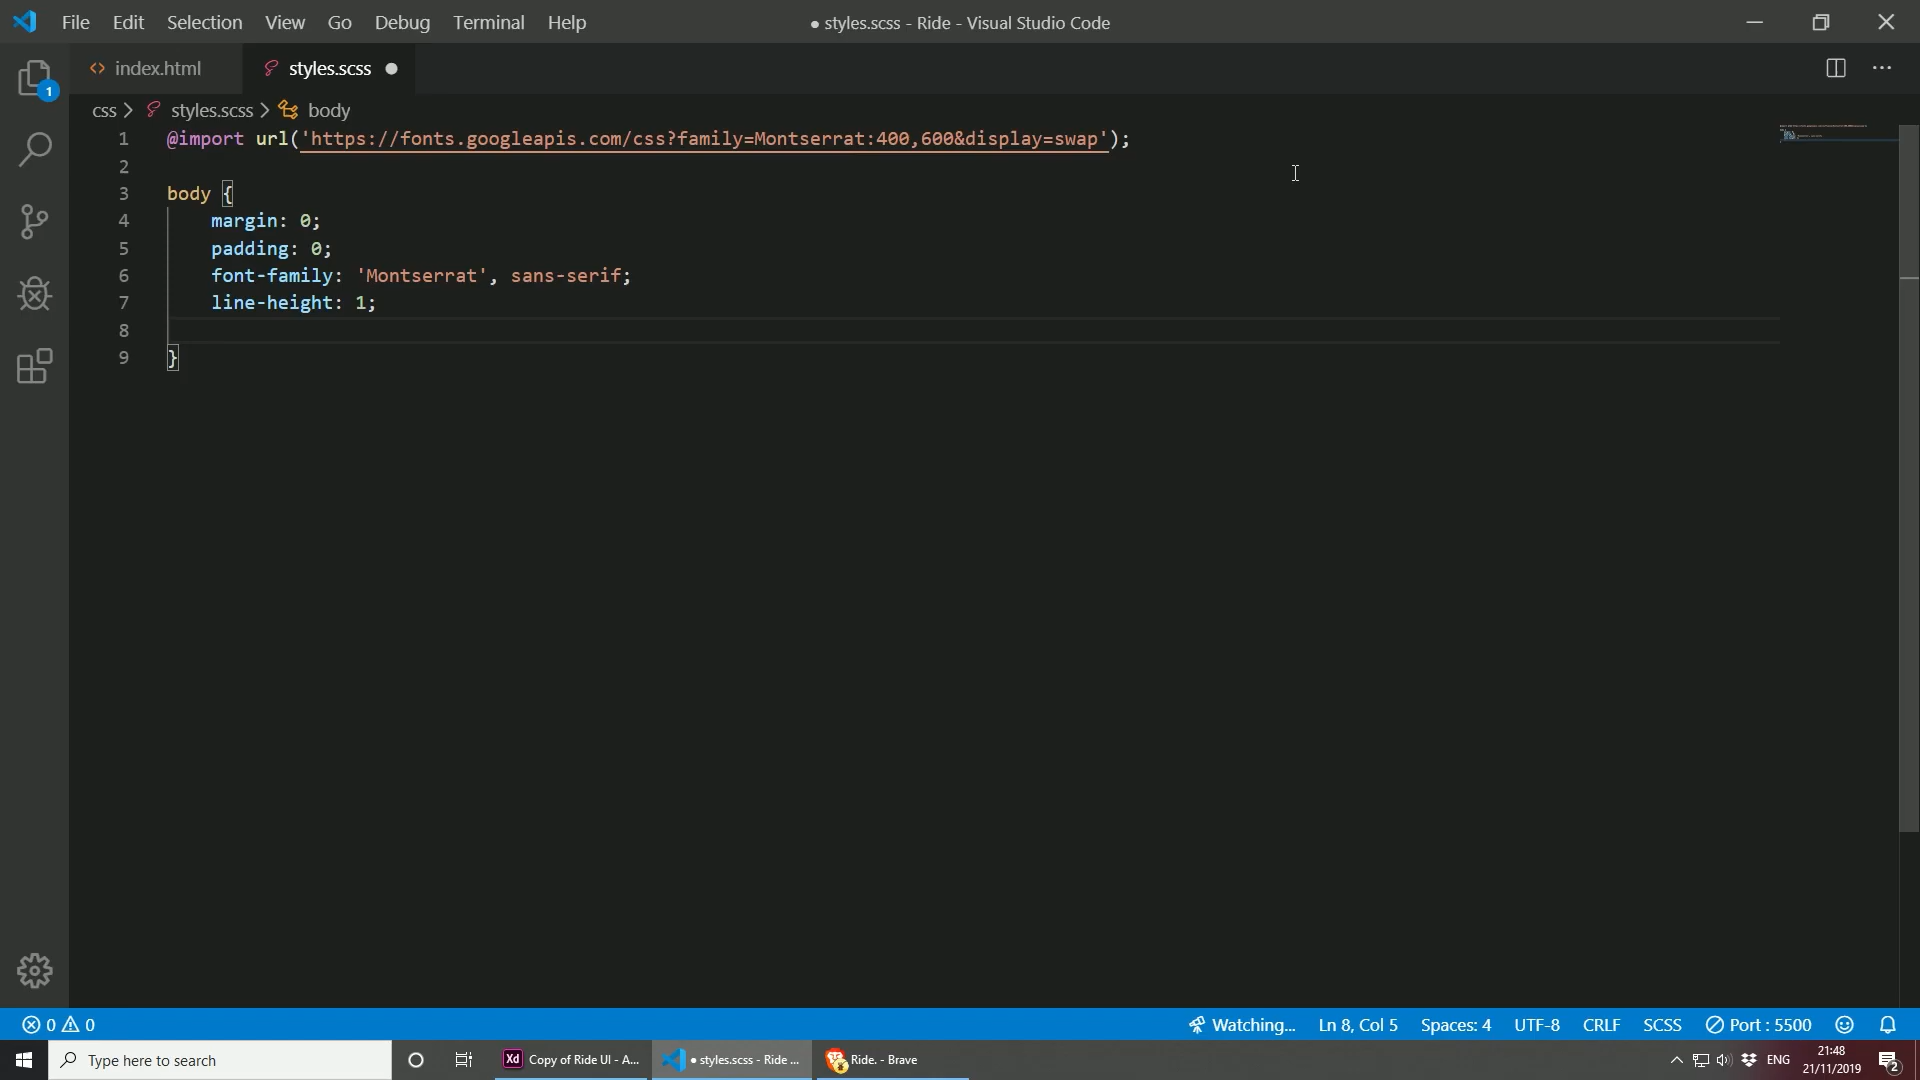 File Edit Selection View Go Debug Terminal Help
● styles.scss - Ride - Visual Studio Code
index.html
styles.scss
1
css > styles.scss > body
1 @import url('https://fonts.googleapis.com/css?family=Montserrat:400,600&display=swap');
2
3 body {
4 margin: 0;
5 padding: 0;
6 font-family: 'Montserrat', sans-serif;
7 line-height: 1;
8
9 }
0 0
Watching... Ln 8, Col 5 Spaces: 4 UTF-8 CRLF SCSS Port : 5500
Type here to search
Xd Copy of Ride UI - A...
● styles.scss - Ride ...
Ride. - Brave
ENG
21:48
21/11/2019
2